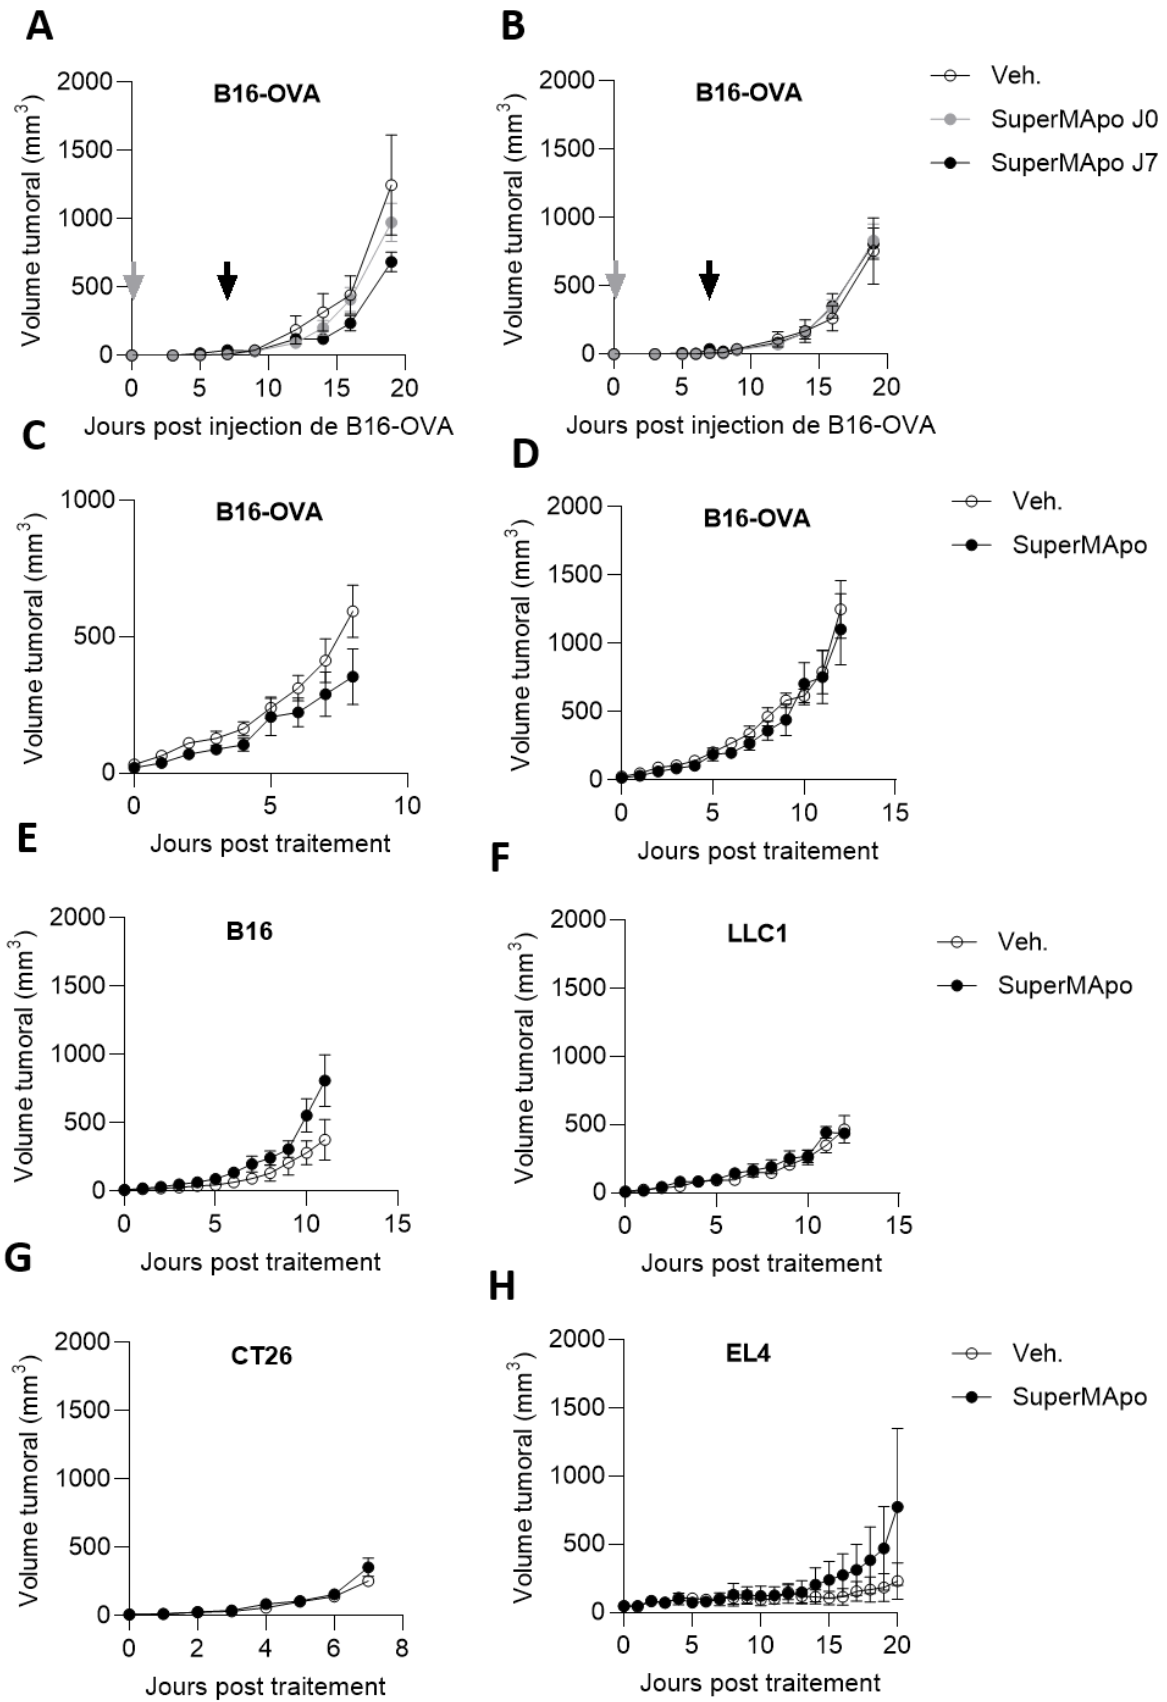 A
B16-OVA
Volume tumoral (mm³)
2000
1500
1000
500
0
0 5 10 15 20
Jours post injection de B16-OVA
B
B16-OVA
Volume tumoral (mm³)
2000
1500
1000
500
0
0 5 10 15 20
Jours post injection de B16-OVA
Veh.
SuperMApo J0
SuperMApo J7
C
B16-OVA
Volume tumoral (mm³)
1000
500
0
0 5 10
Jours post traitement
D
B16-OVA
Volume tumoral (mm³)
2000
1500
1000
500
0
0 5 10 15
Jours post traitement
Veh.
SuperMApo
E
B16
Volume tumoral (mm³)
2000
1500
1000
500
0
0 5 10 15
Jours post traitement
F
LLC1
Volume tumoral (mm³)
2000
1500
1000
500
0
0 5 10 15
Jours post traitement
Veh.
SuperMApo
G
CT26
Volume tumoral (mm³)
2000
1500
1000
500
0
0 2 4 6 8
Jours post traitement
H
EL4
Volume tumoral (mm³)
2000
1500
1000
500
0
0 5 10 15 20
Jours post traitement
Veh.
SuperMApo